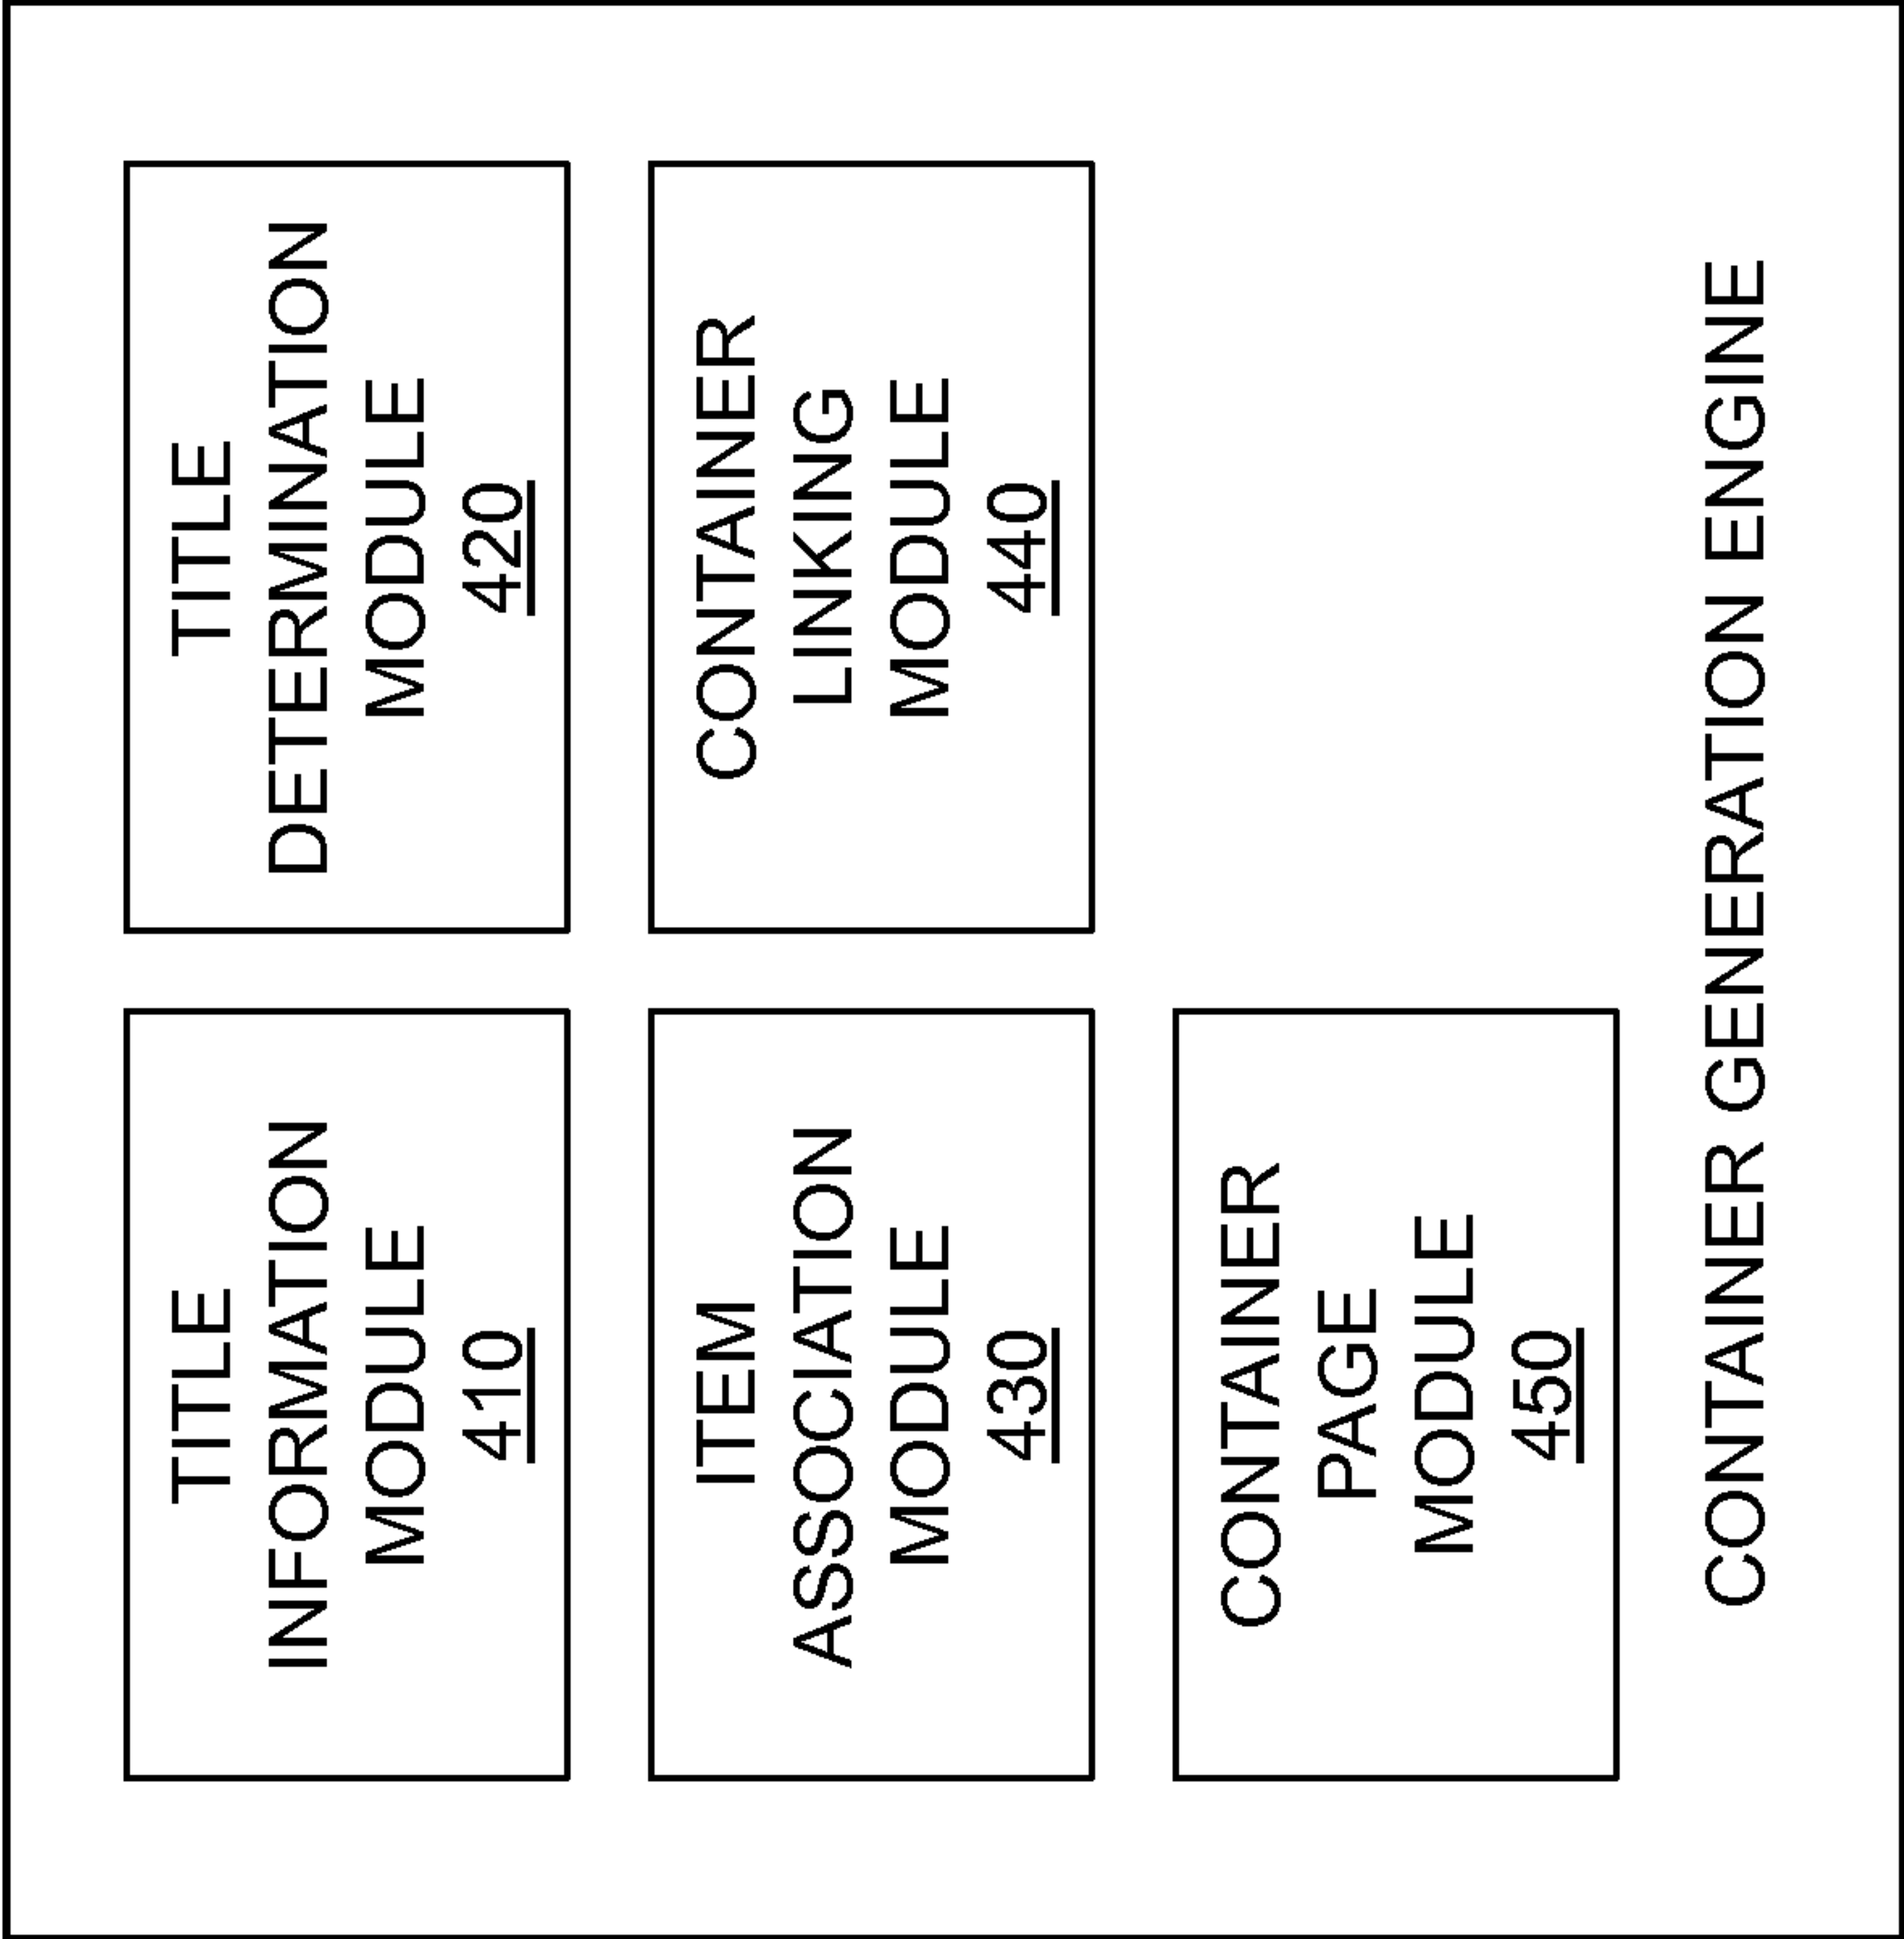 TITLE
INFORMATION
MODULE
410
TITLE
DETERMINATION
MODULE
420
ITEM
ASSOCIATION
MODULE
430
CONTAINER
LINKING
MODULE
440
CONTAINER
PAGE
MODULE
450
CONTAINER GENERATION ENGINE